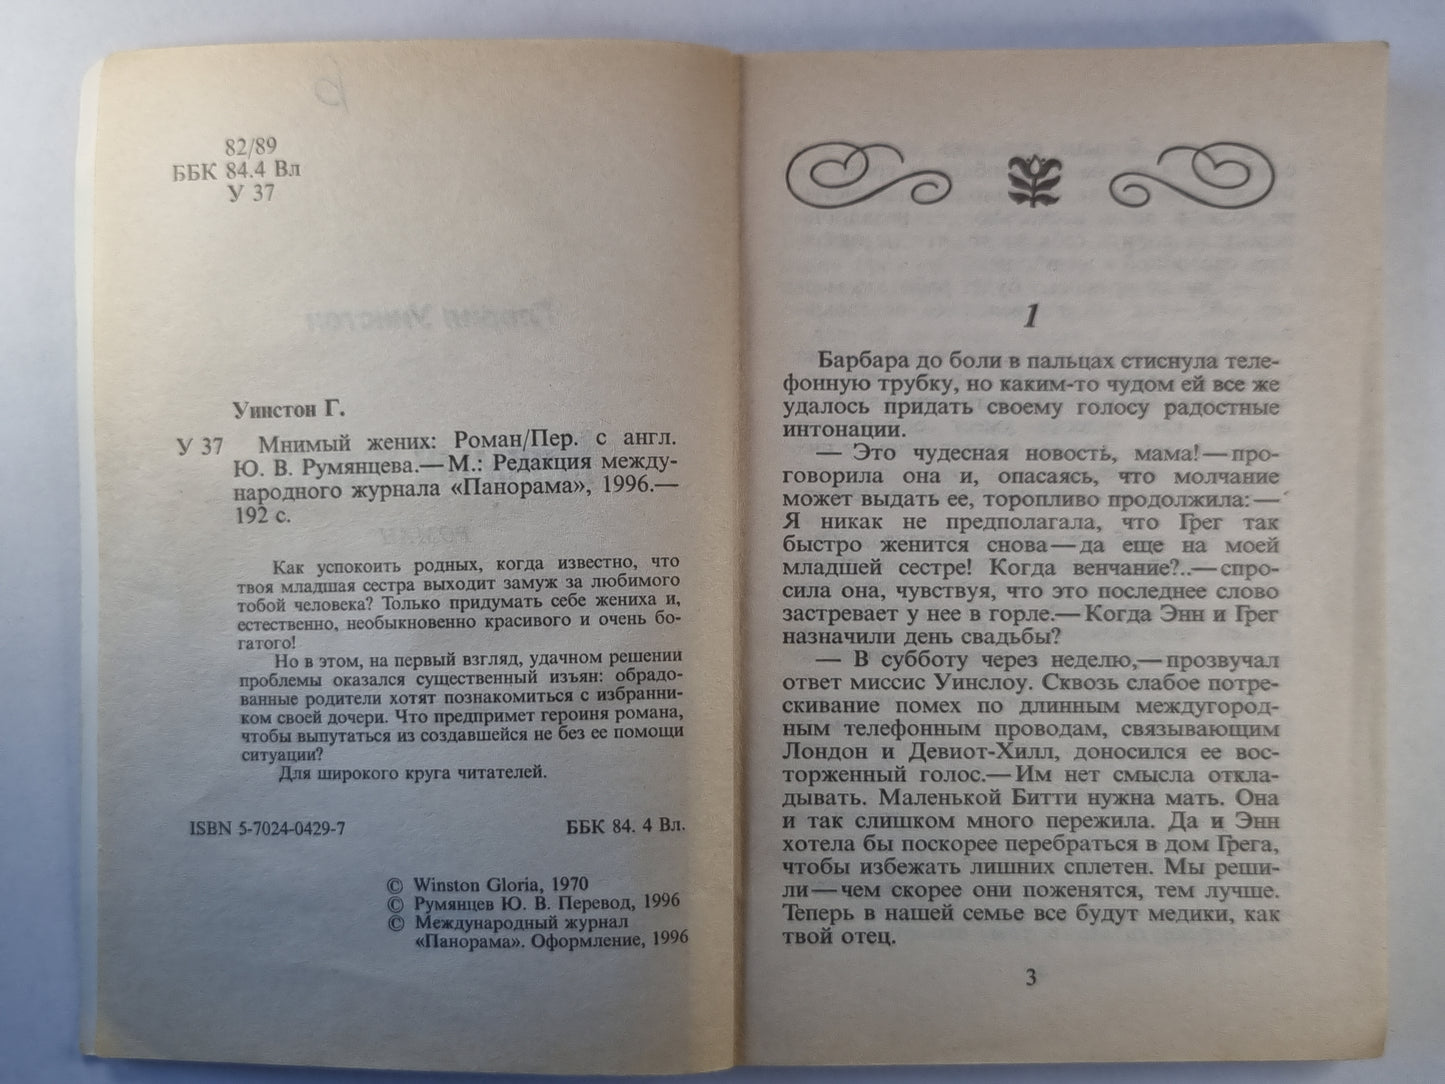 82/89
ББК 84.4 Вл
У 37
Уинстон Г.
У 37 Мнимый жених: Роман/Пер. с англ.
Ю. В. Румянцева.—М.: Редакция между-
народного журнала «Панорама», 1996.—
192 с.
Как успокоить родных, когда известно, что
твоя младшая сестра выходит замуж за любимого
тобой человека? Только придумать себе жениха и,
естественно, необыкновенно красивого и очень бо-
гатого!
Но в этом, на первый взгляд, удачном решении
проблемы оказался существенный изъян: обрадо-
ванные родители хотят познакомиться с избранни-
ком своей дочери. Что предпримет героиня романа,
чтобы выпутаться из создавшейся не без ее помощи
ситуации?
Для широкого круга читателей.
ISBN 5-7024-0429-7 ББК 84. 4 Вл.
© Winston Gloria, 1970
© Румянцев Ю. В. Перевод, 1996
© Международный журнал
«Панорама». Оформление, 1996
1
Барбара до боли в пальцах стиснула теле-
фонную трубку, но каким-то чудом ей все же
удалось придать своему голосу радостные
интонации.
— Это чудесная новость, мама!—про-
говорила она и, опасаясь, что молчание
может выдать ее, торопливо продолжила:—
Я никак не предполагала, что Грег так
быстро женится снова—да еще на моей
младшей сестре! Когда венчание?..—спро-
сила она, чувствуя, что это последнее слово
застревает у нее в горле.—Когда Энн и Грег
назначили день свадьбы?
— В субботу через неделю,—прозвучал
ответ миссис Уинслоу. Сквозь слабое потре-
скивание помех по длинным междугород-
ным телефонным проводам, связывающим
Лондон и Девиот-Хилл, доносился ее вос-
торженный голос.—Им нет смысла откла-
дывать. Маленькой Битти нужна мать. Она
и так слишком много пережила. Да и Энн
хотела бы поскорее перебраться в дом Грега,
чтобы избежать лишних сплетен. Мы реши-
ли—чем скорее они поженятся, тем лучше.
Теперь в нашей семье все будут медики, как
твой отец.
3